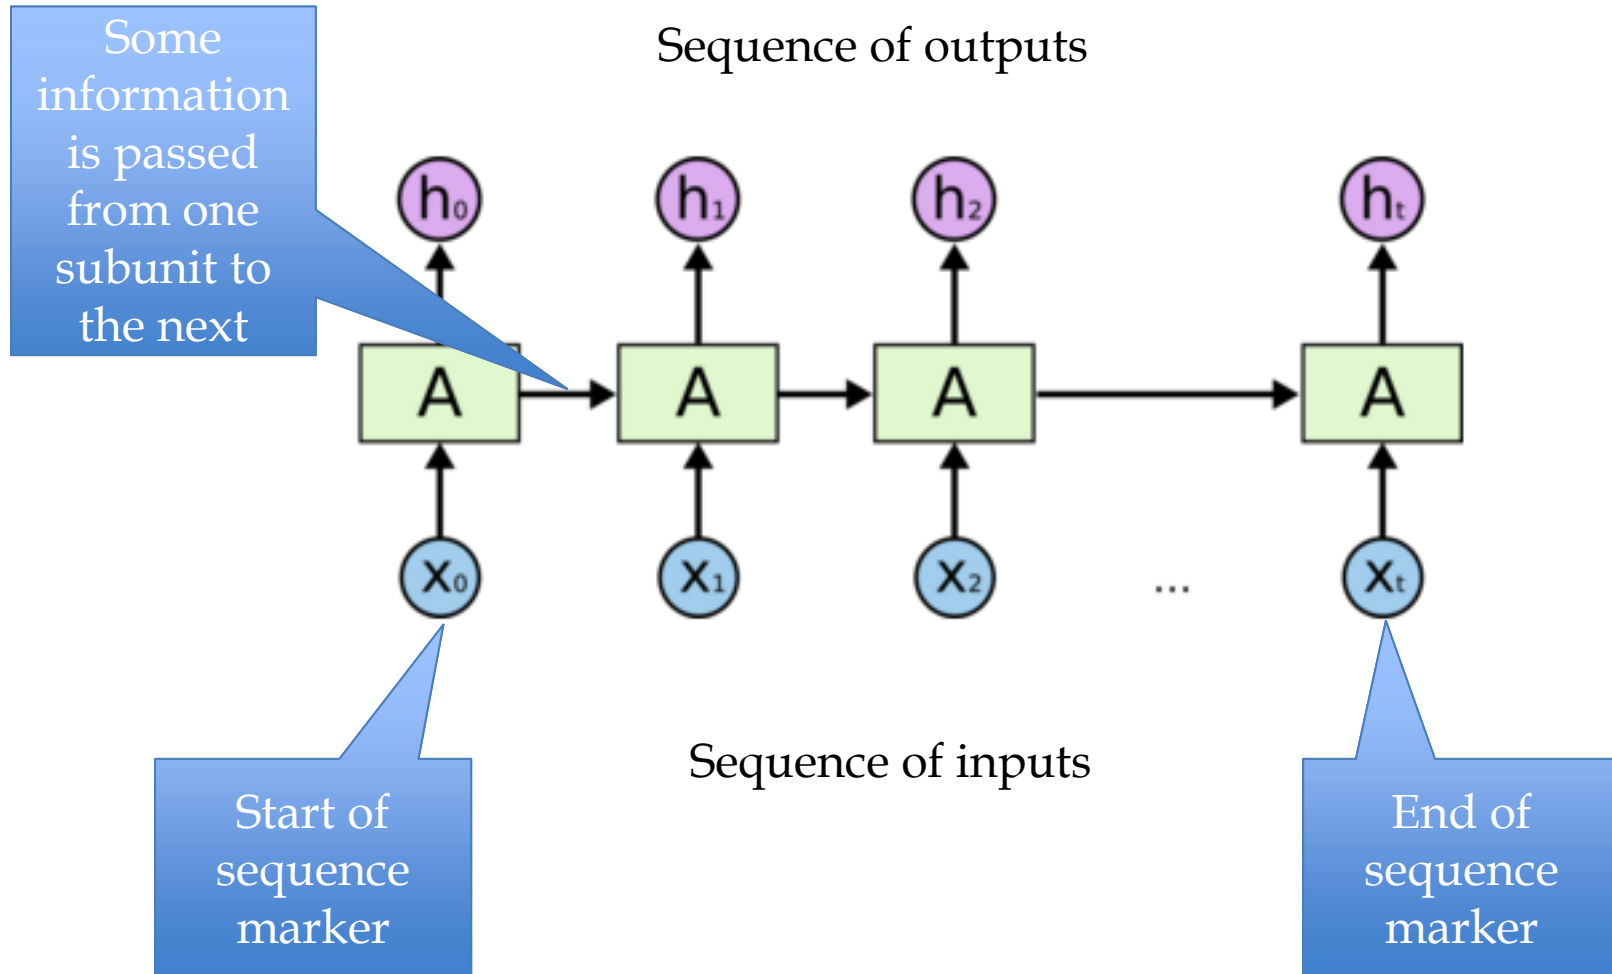 Some
information
is passed
from one
subunit to
the next
Sequence of outputs
h₀ h₁ h₂ hₜ
A A A A
x₀ x₁ x₂ ... xₜ
Sequence of inputs
Start of
sequence
marker
End of
sequence
marker